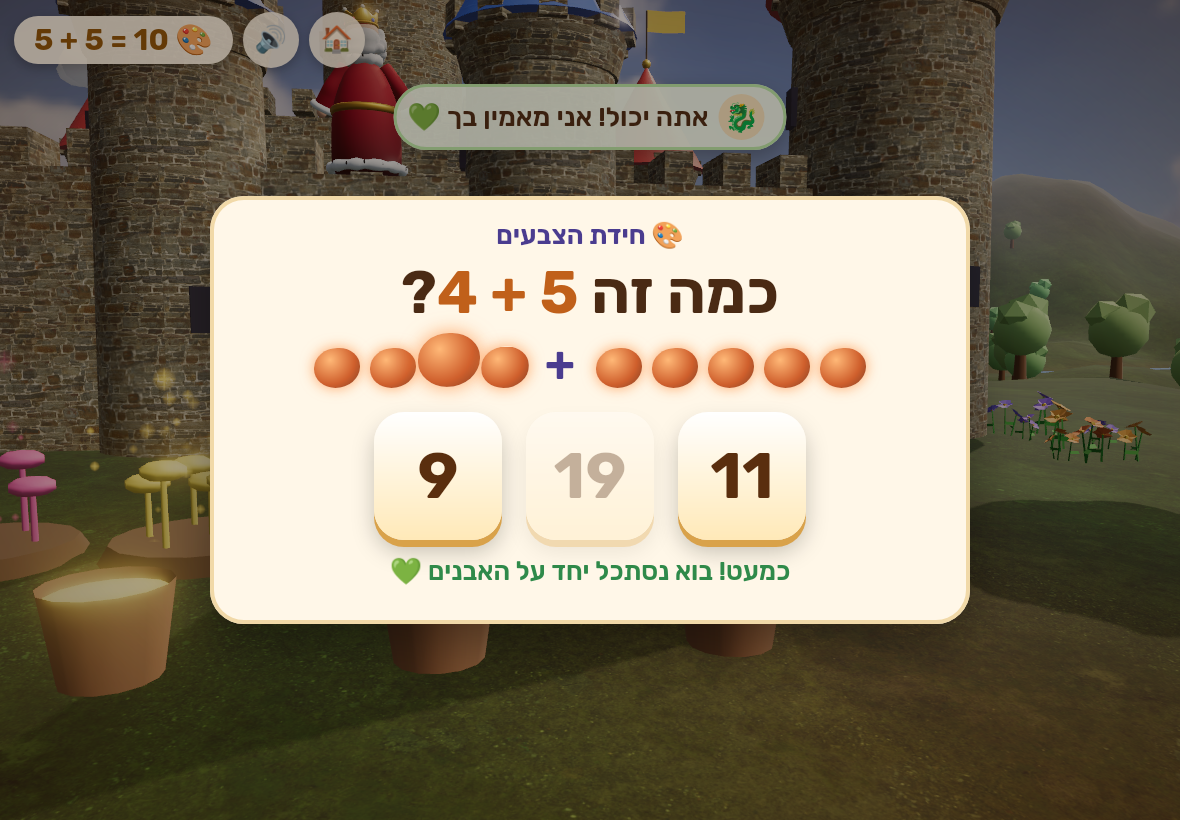 5 + 5 = 10
אתה יכול! אני מאמין בך
חידת הצבעים
כמה זה 5 + 4?
+
11 19 9
כמעט! בוא נסתכל יחד על האבנים